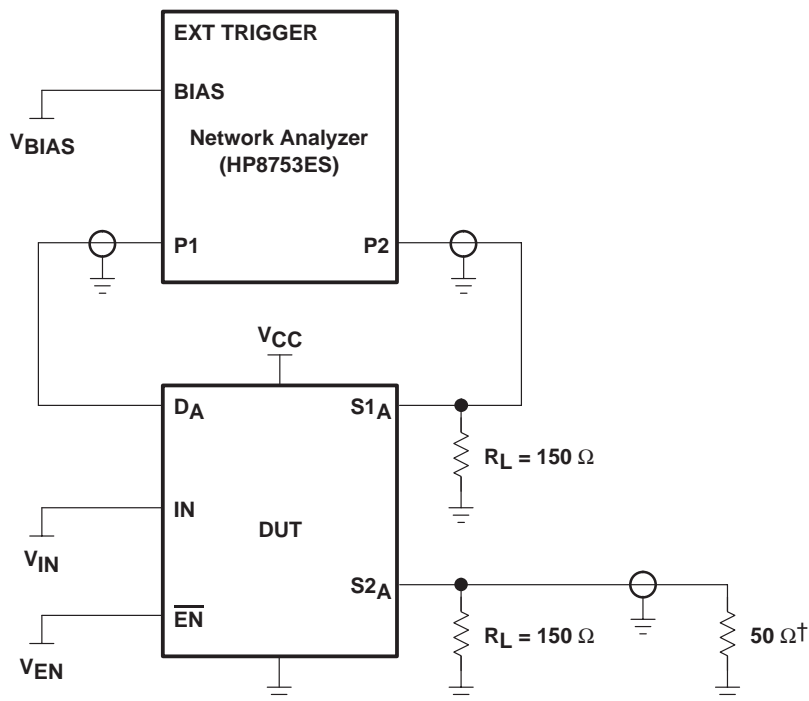 EXT TRIGGER
BIAS
VBIAS
Network Analyzer
(HP8753ES)
P1
P2
VCC
DA
S1A
RL = 150 Ω
IN
DUT
VIN
S2A
EN
RL = 150 Ω
50 Ω†
VEN